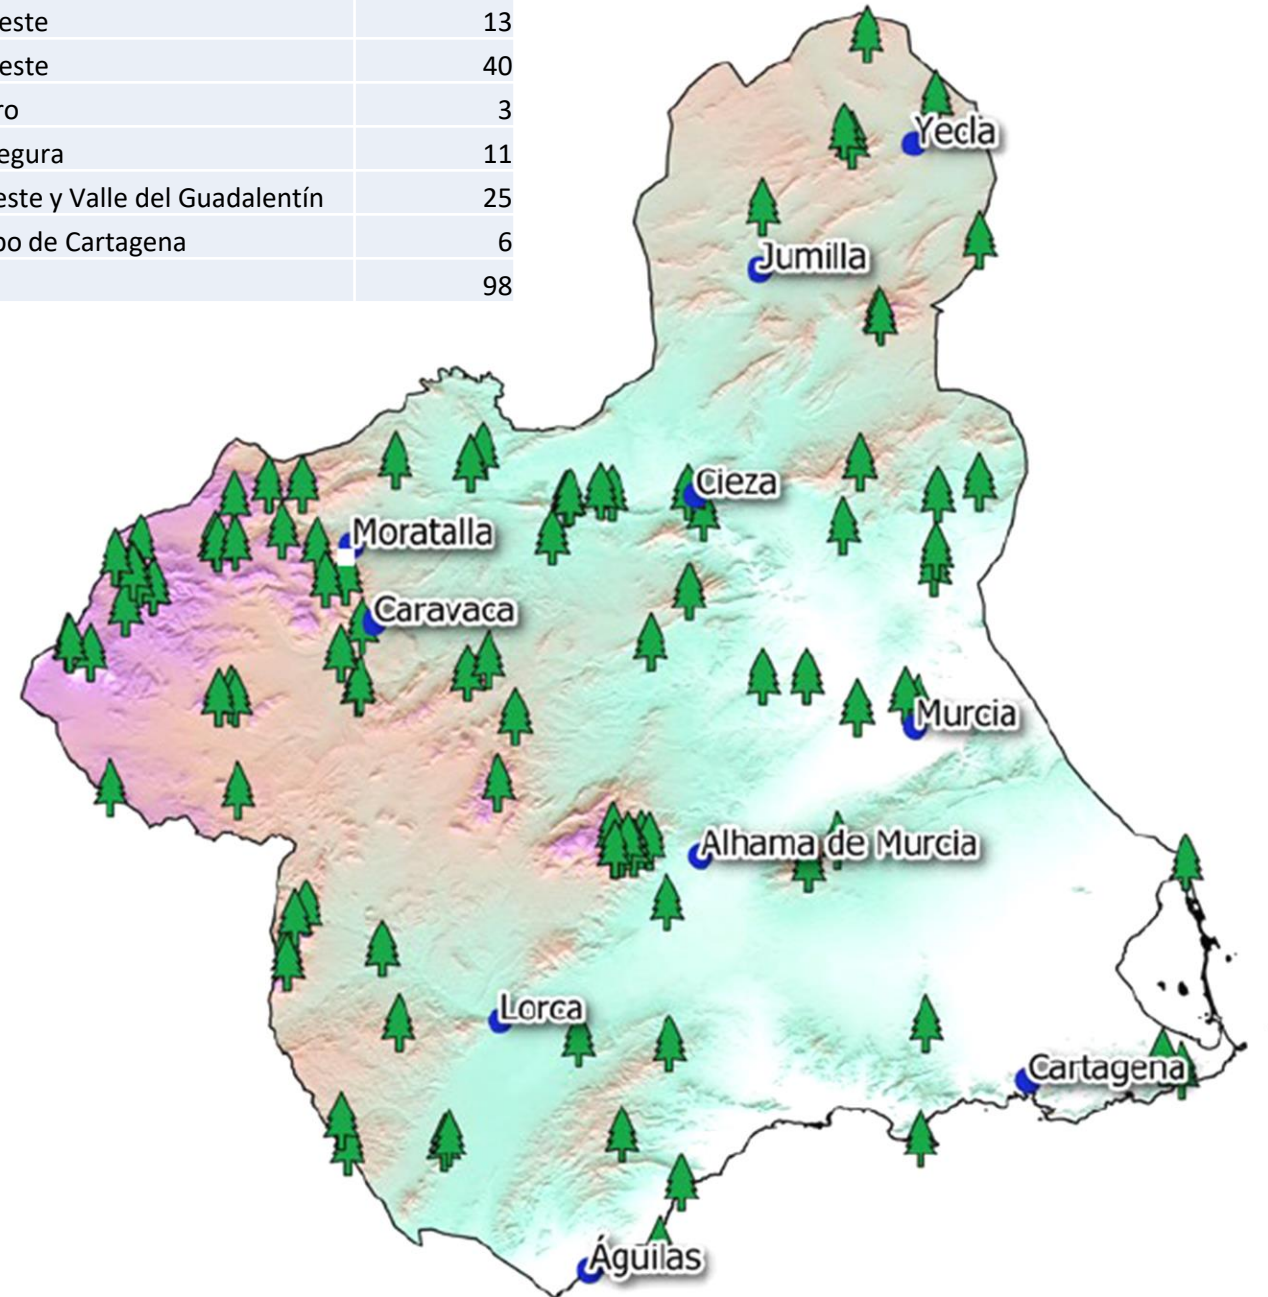 este 13
este 40
ro 3
egura 11
este y Valle del Guadalentín 25
oo de Cartagena 6
98
Yecla
Jumilla
Cieza
Moratalla
Caravaca
Murcia
Alhama de Murcia
Lorca
Cartagena
Águilas